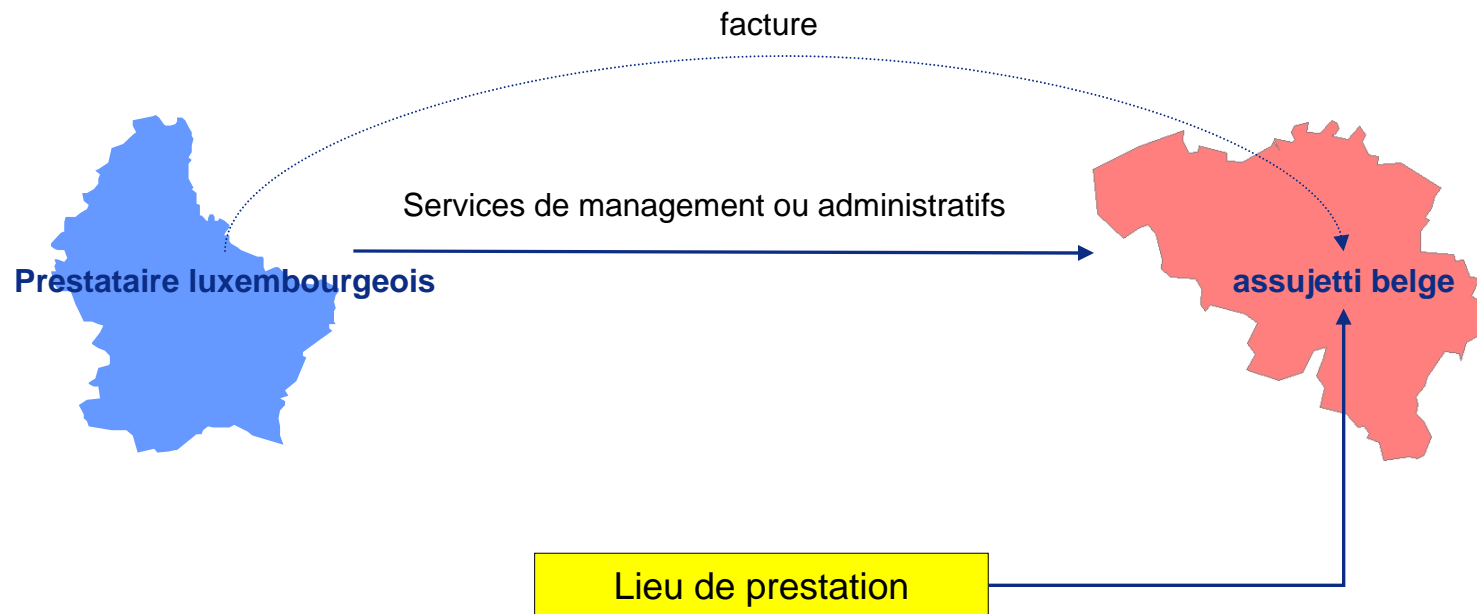 facture
Services de management ou administratifs
Prestataire luxembourgeois
assujetti belge
Lieu de prestation